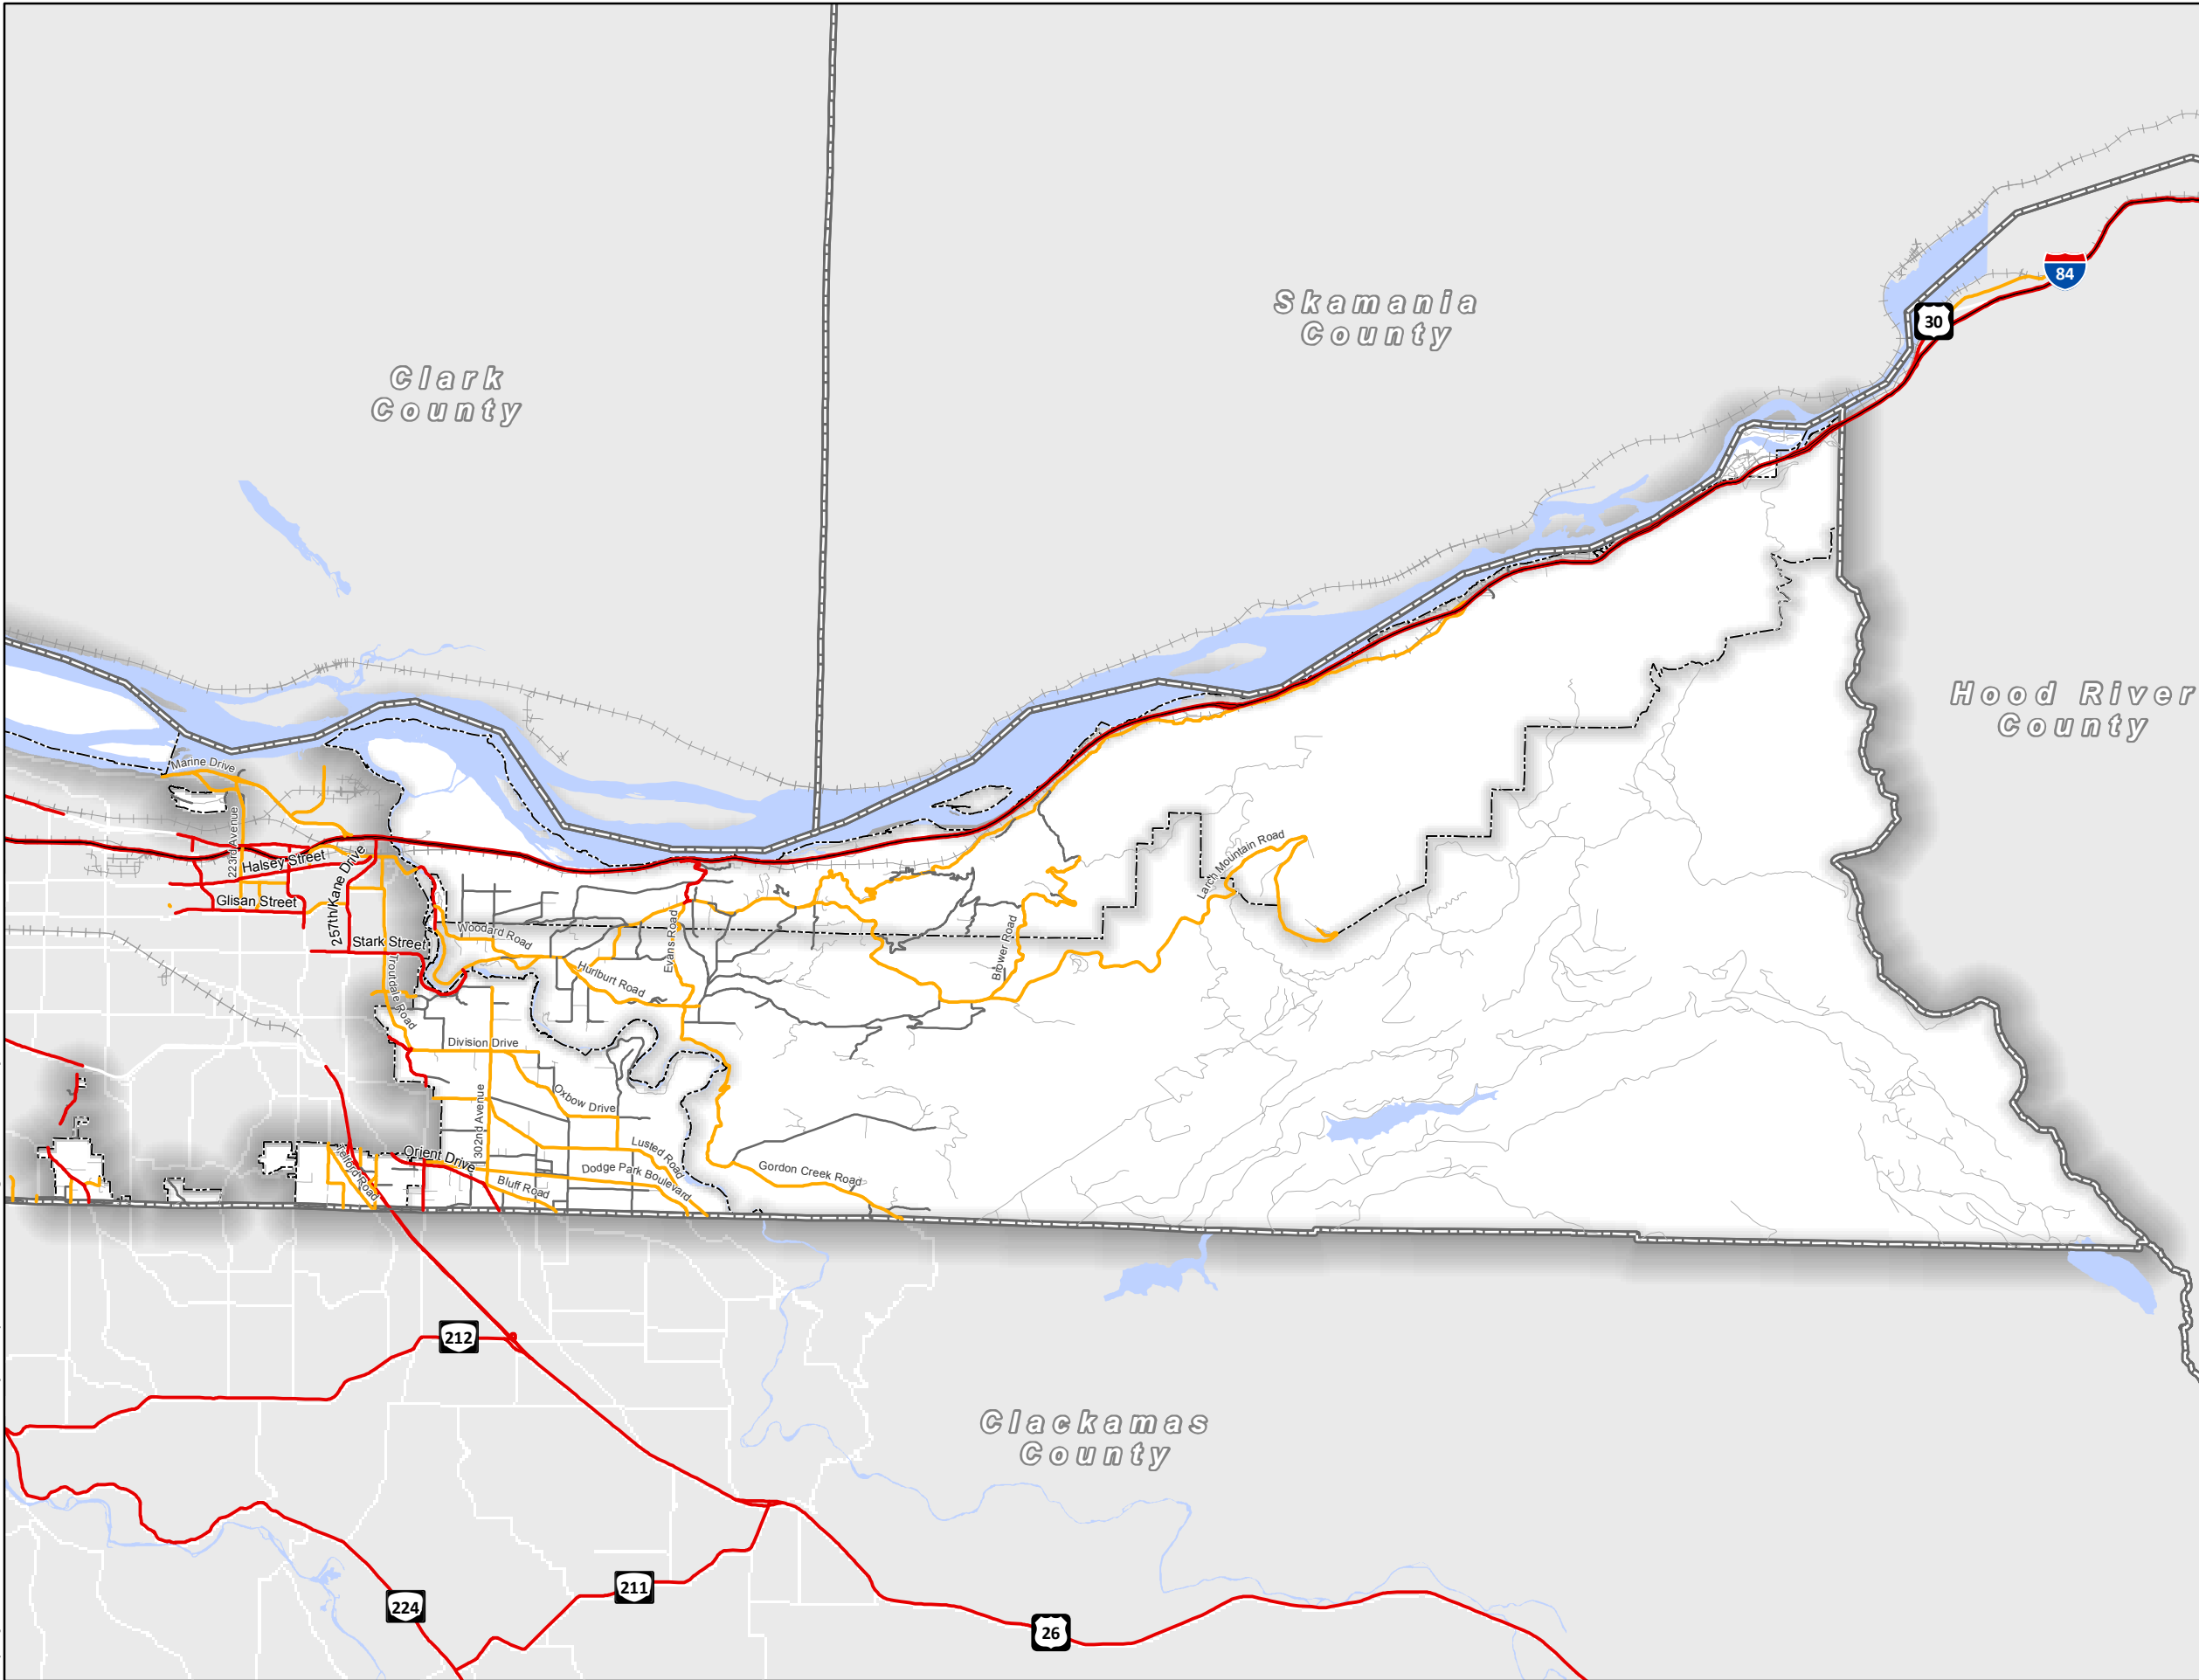 84
30
Skamania
County
Clark
County
Hood River
County
Marine Drive
223rd Avenue
Halsey Street
257th/Kane Drive
Glisan Street
Larch Mountain Road
Stark Street
Woodard Road
Evans Road
Brower Road
Hurlburt Road
Troutdale Road
Division Drive
Oxbow Drive
302nd Avenue
Lusted Road
Orient Drive
Telford Road
Dodge Park Boulevard
Gordon Creek Road
Bluff Road
212
Clackamas
County
211
224
26